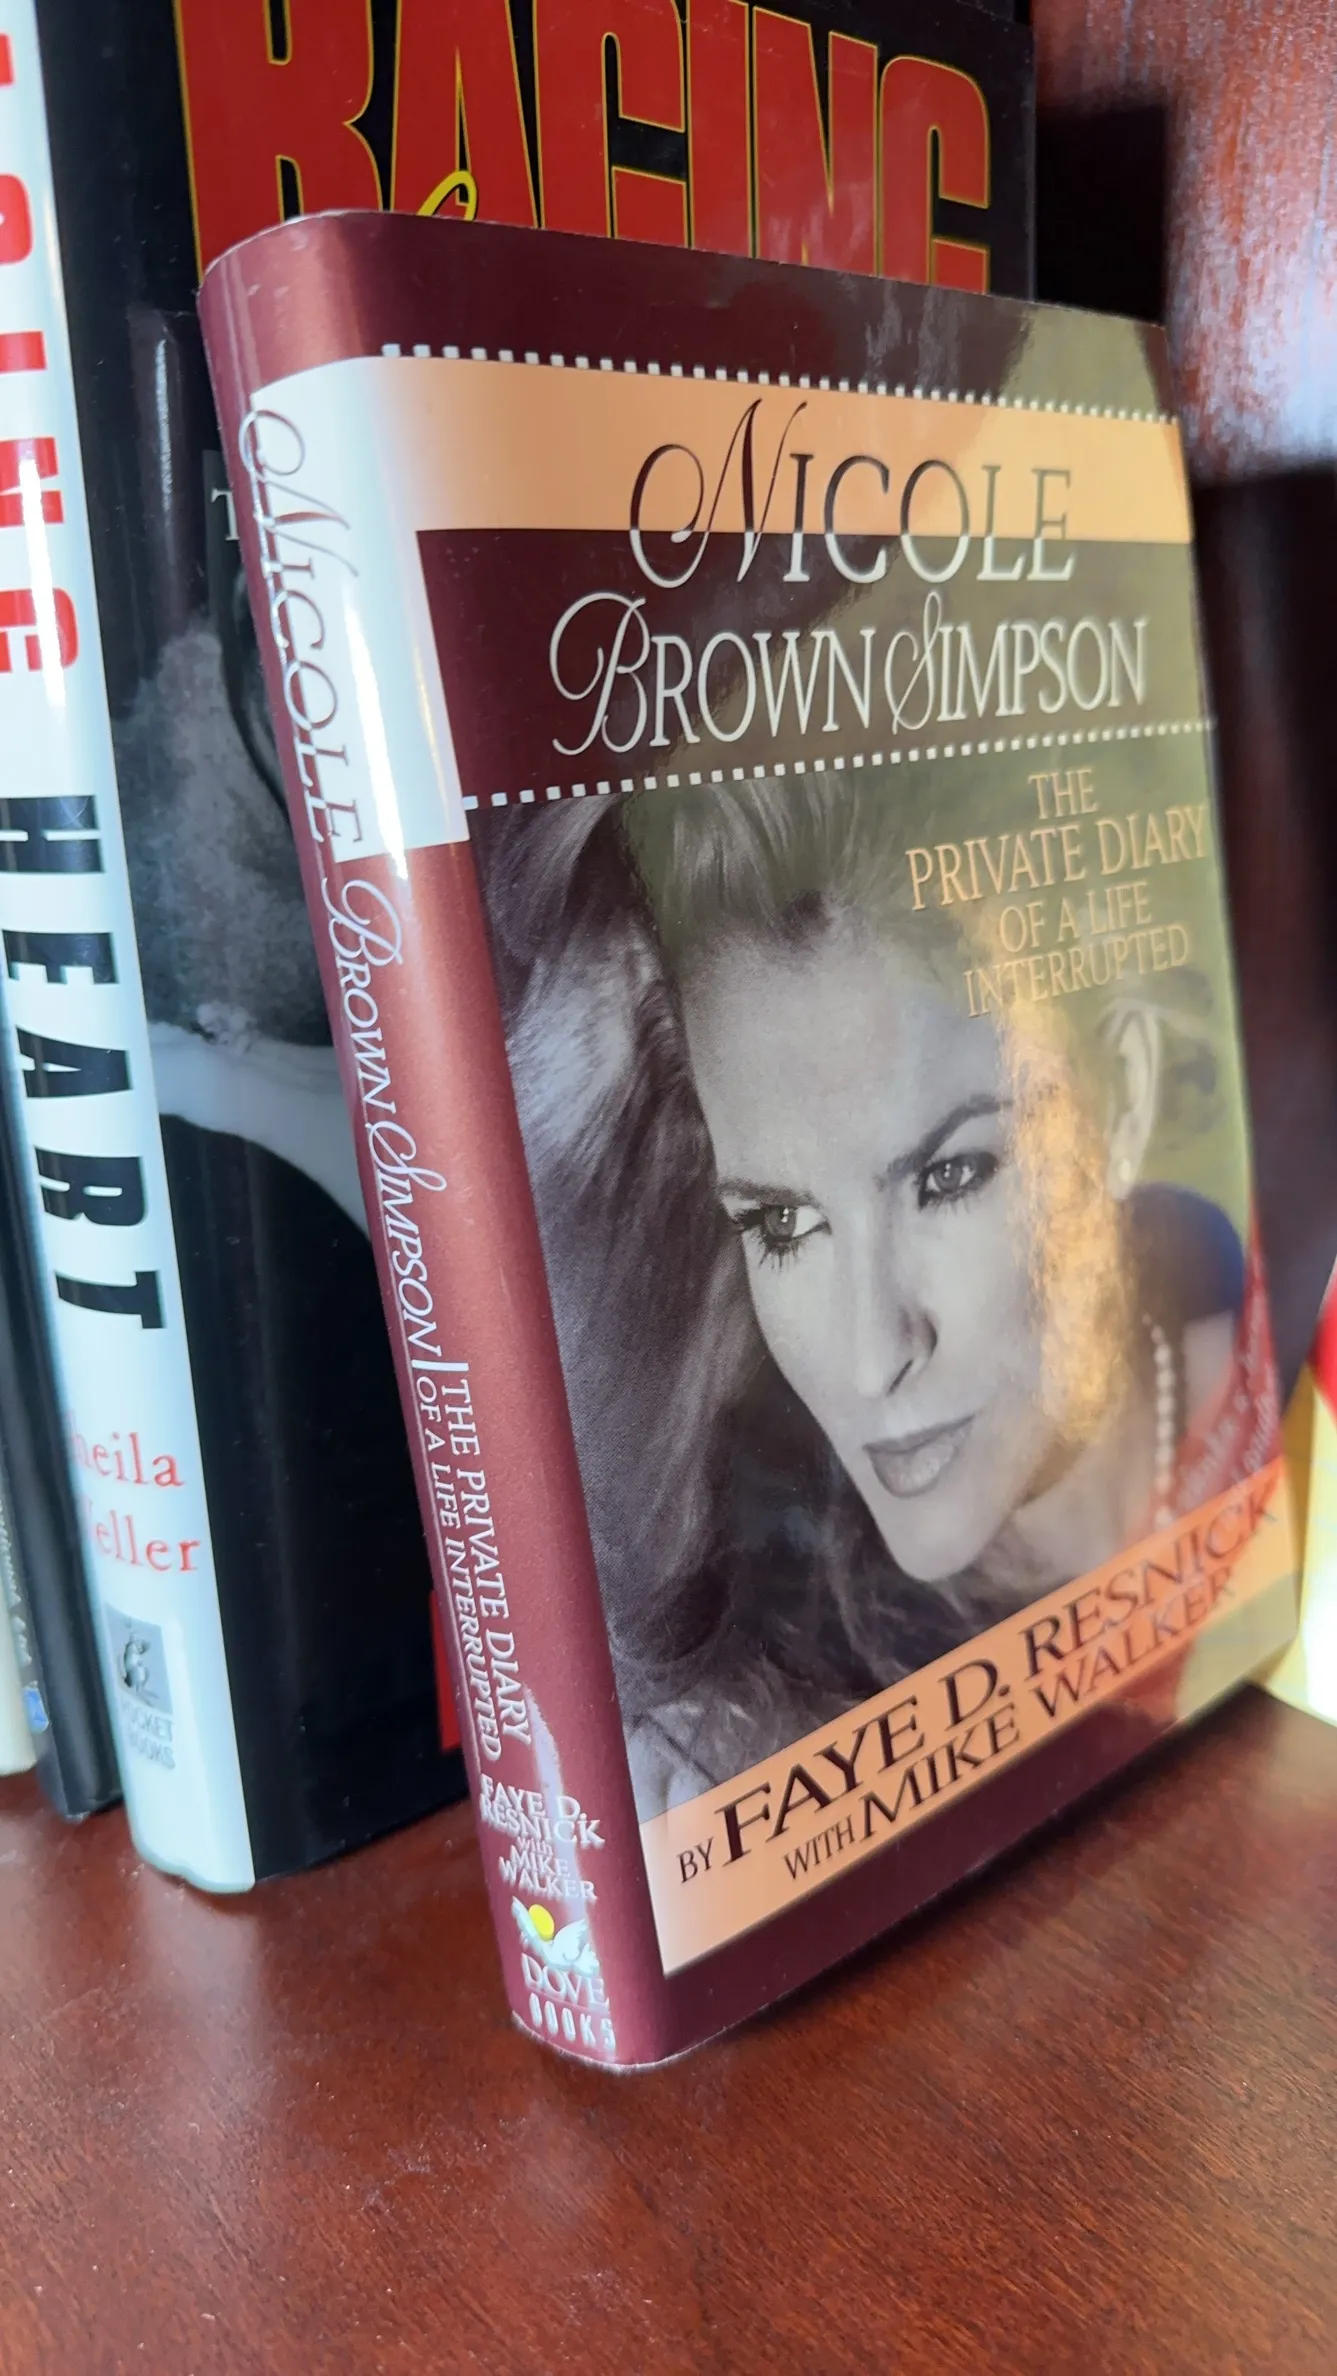 RAGING
HEART
Sheila
Weller
POCKET
BOOKS
NICOLE BROWN SIMPSON
THE PRIVATE DIARY
OF A LIFE INTERRUPTED
FAYE D.
RESNICK
with
MIKE
WALKER
DOVE
BOOKS
NICOLE
BROWN SIMPSON
THE
PRIVATE DIARY
OF A LIFE
INTERRUPTED
BY FAYE D. RESNICK
WITH MIKE WALKER